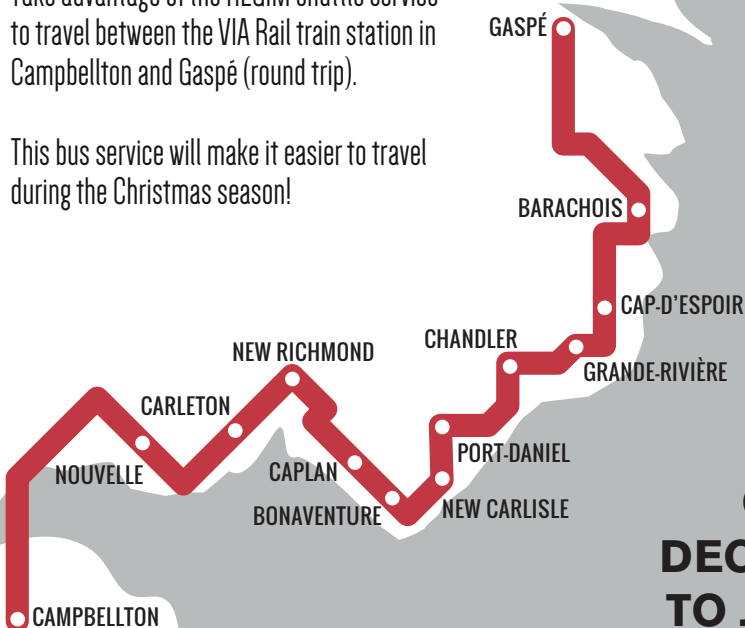 to travel between the VIA Rail train station in
Campbellton and Gaspé (round trip).
This bus service will make it easier to travel
during the Christmas season!
GASPÉ
BARACHOIS
CAP-D'ESPOIR
CHANDLER
GRANDE-RIVIÈRE
NEW RICHMOND
CARLETON
PORT-DANIEL
NOUVELLE
CAPLAN
BONAVENTURE
NEW CARLISLE
TO
CAMPBELLTON